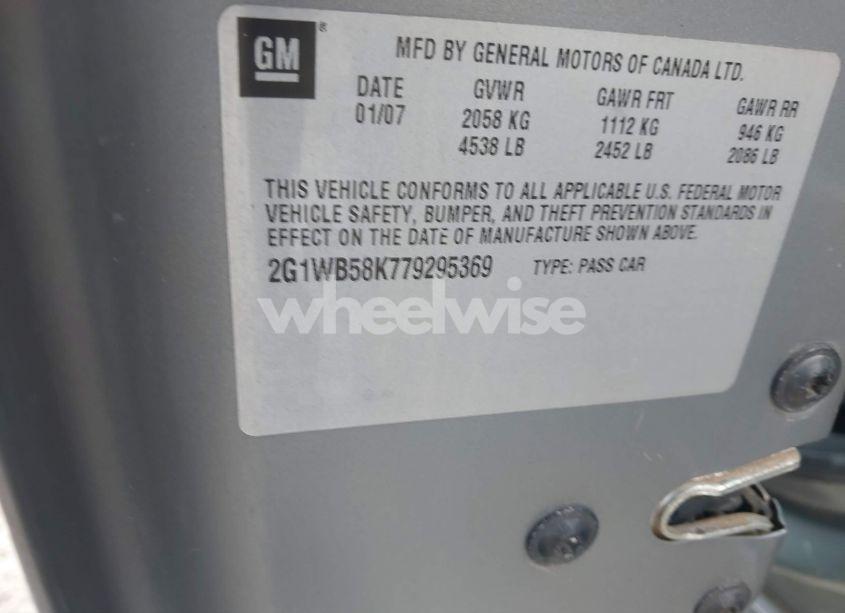 GM®
MFD BY GENERAL MOTORS OF CANADA LTD.
DATE GVWR GAWR FRT GAWR RR
01/07 2058 KG 1112 KG 946 KG
4538 LB 2452 LB 2086 LB
THIS VEHICLE CONFORMS TO ALL APPLICABLE U.S. FEDERAL MOTOR
VEHICLE SAFETY, BUMPER, AND THEFT PREVENTION STANDARDS IN
EFFECT ON THE DATE OF MANUFACTURE SHOWN ABOVE.
2G1WB58K779295369 TYPE: PASS CAR
wheelwise